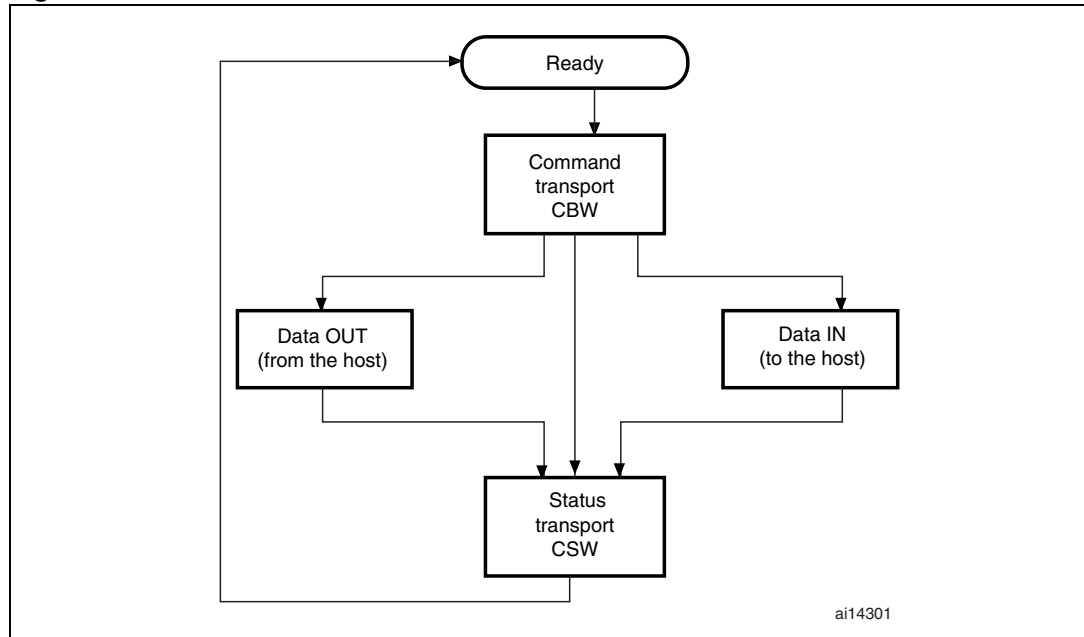 Ready
Command
transport
CBW
Data OUT
(from the host)
Data IN
(to the host)
Status
transport
CSW
ai14301